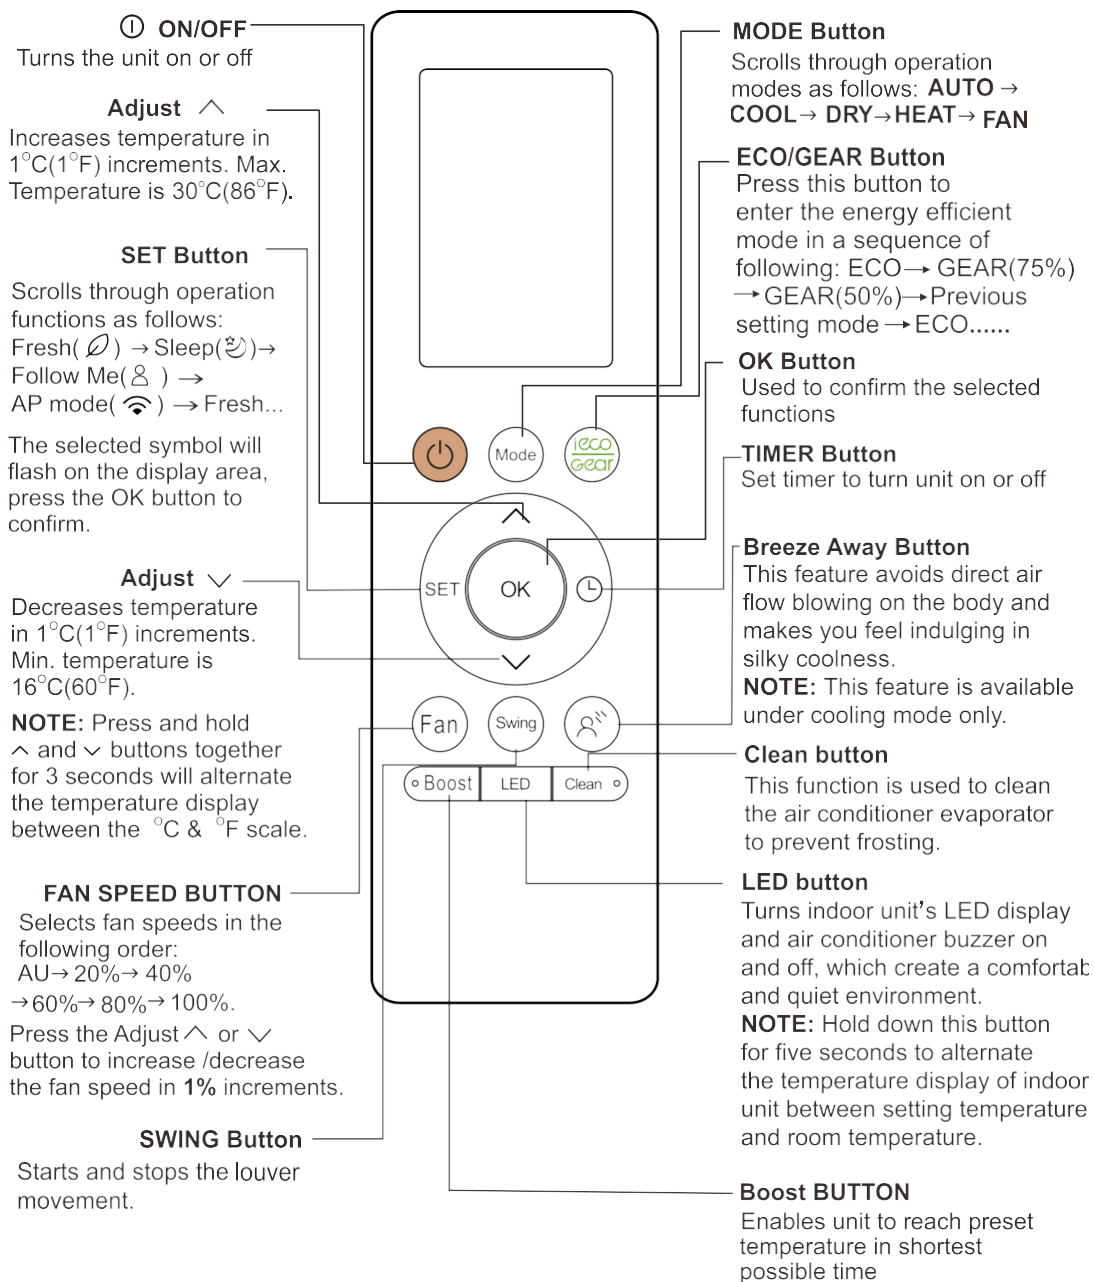 ON/OFF
Turns the unit on or off
Adjust
Increases temperature in
1°C(1°F) increments. Max.
Temperature is 30°C(86°F).
SET Button
Scrolls through operation
functions as follows:
Fresh( ) → Sleep( )→
Follow Me( ) →
AP mode( ) → Fresh...
The selected symbol will
flash on the display area,
press the OK button to
confirm.
Adjust
Decreases temperature
in 1°C(1°F) increments.
Min. temperature is
16°C(60°F).
NOTE: Press and hold
∧ and ∨ buttons together
for 3 seconds will alternate
the temperature display
between the °C & °F scale.
FAN SPEED BUTTON
Selects fan speeds in the
following order:
AU→ 20%→ 40%
→60%→ 80%→ 100%.
Press the Adjust ∧ or ∨
button to increase /decrease
the fan speed in 1% increments.
SWING Button
Starts and stops the louver
movement.
Mode
ieco
Gear
SET
OK
Fan
Swing
Boost
LED
Clean
MODE Button
Scrolls through operation
modes as follows: AUTO →
COOL→ DRY→HEAT→ FAN
ECO/GEAR Button
Press this button to
enter the energy efficient
mode in a sequence of
following: ECO→ GEAR(75%)
→GEAR(50%)→Previous
setting mode →ECO......
OK Button
Used to confirm the selected
functions
TIMER Button
Set timer to turn unit on or off
Breeze Away Button
This feature avoids direct air
flow blowing on the body and
makes you feel indulging in
silky coolness.
NOTE: This feature is available
under cooling mode only.
Clean button
This function is used to clean
the air conditioner evaporator
to prevent frosting.
LED button
Turns indoor unit's LED display
and air conditioner buzzer on
and off, which create a comfortab
and quiet environment.
NOTE: Hold down this button
for five seconds to alternate
the temperature display of indoor
unit between setting temperature
and room temperature.
Boost BUTTON
Enables unit to reach preset
temperature in shortest
possible time